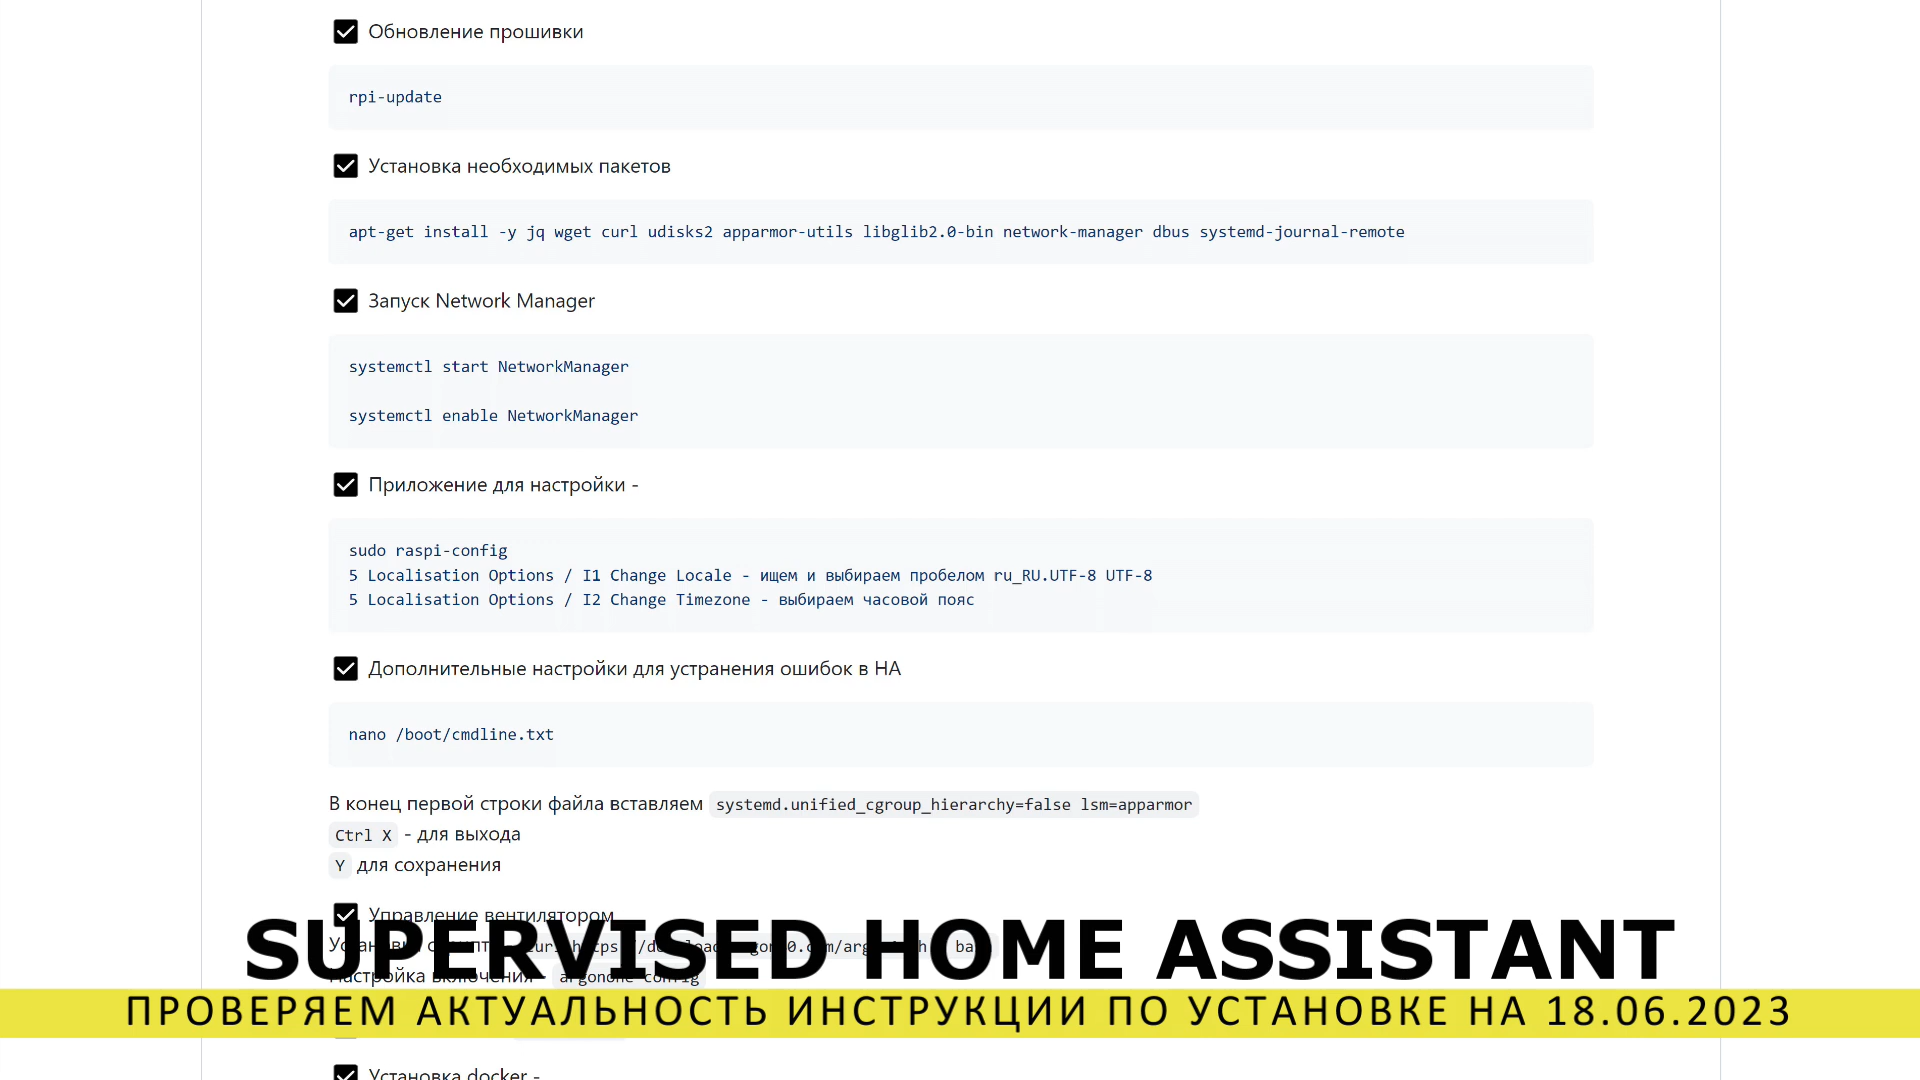 Обновление прошивки
rpi-update
Установка необходимых пакетов
apt-get install -y jq wget curl udisks2 apparmor-utils libglib2.0-bin network-manager dbus systemd-journal-remote
Запуск Network Manager
systemctl start NetworkManager
systemctl enable NetworkManager
Приложение для настройки -
sudo raspi-config
5 Localisation Options / I1 Change Locale - ищем и выбираем пробелом ru_RU.UTF-8 UTF-8
5 Localisation Options / I2 Change Timezone - выбираем часовой пояс
Дополнительные настройки для устранения ошибок в HA
nano /boot/cmdline.txt
В конец первой строки файла вставляем systemd.unified_cgroup_hierarchy=false lsm=apparmor
Ctrl X - для выхода
Y для сохранения
Управление вентилятором
SUPERVISED HOME ASSISTANT
Настройка включения - argonone-config
ПРОВЕРЯЕМ АКТУАЛЬНОСТЬ ИНСТРУКЦИИ ПО УСТАНОВКЕ НА 18.06.2023
Установка docker -